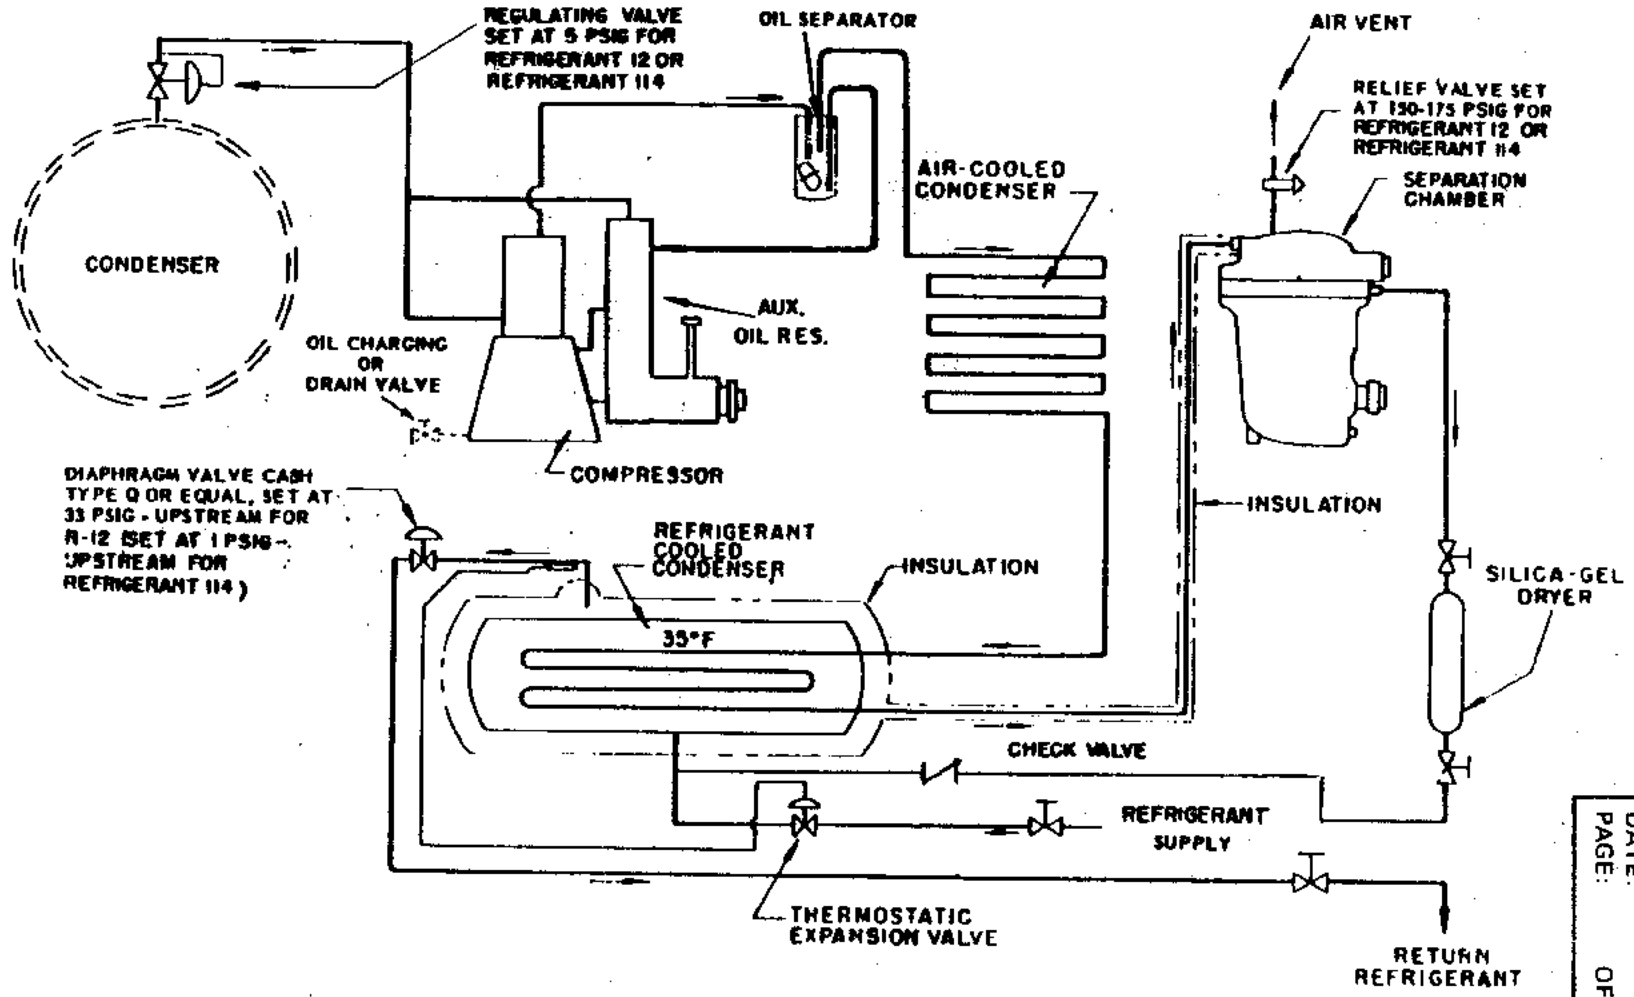 REGULATING VALVE
SET AT 5 PSIG FOR
REFRIGERANT 12 OR
REFRIGERANT 114
OIL SEPARATOR
AIR VENT
RELIEF VALVE SET
AT 150-175 PSIG FOR
REFRIGERANT 12 OR
REFRIGERANT 114
SEPARATION
CHAMBER
AIR-COOLED
CONDENSER
CONDENSER
AUX.
OIL RES.
OIL CHARGING
OR
DRAIN VALVE
COMPRESSOR
DIAPHRAGM VALVE CASH
TYPE Q OR EQUAL, SET AT
33 PSIG - UPSTREAM FOR
R-12 (SET AT 1 PSIG -
UPSTREAM FOR
REFRIGERANT 114)
REFRIGERANT
COOLED
CONDENSER
INSULATION
INSULATION
35°F
SILICA-GEL
DRYER
CHECK VALVE
REFRIGERANT
SUPPLY
THERMOSTATIC
EXPANSION VALVE
RETURN
REFRIGERANT
DATE:
PAGE: OF